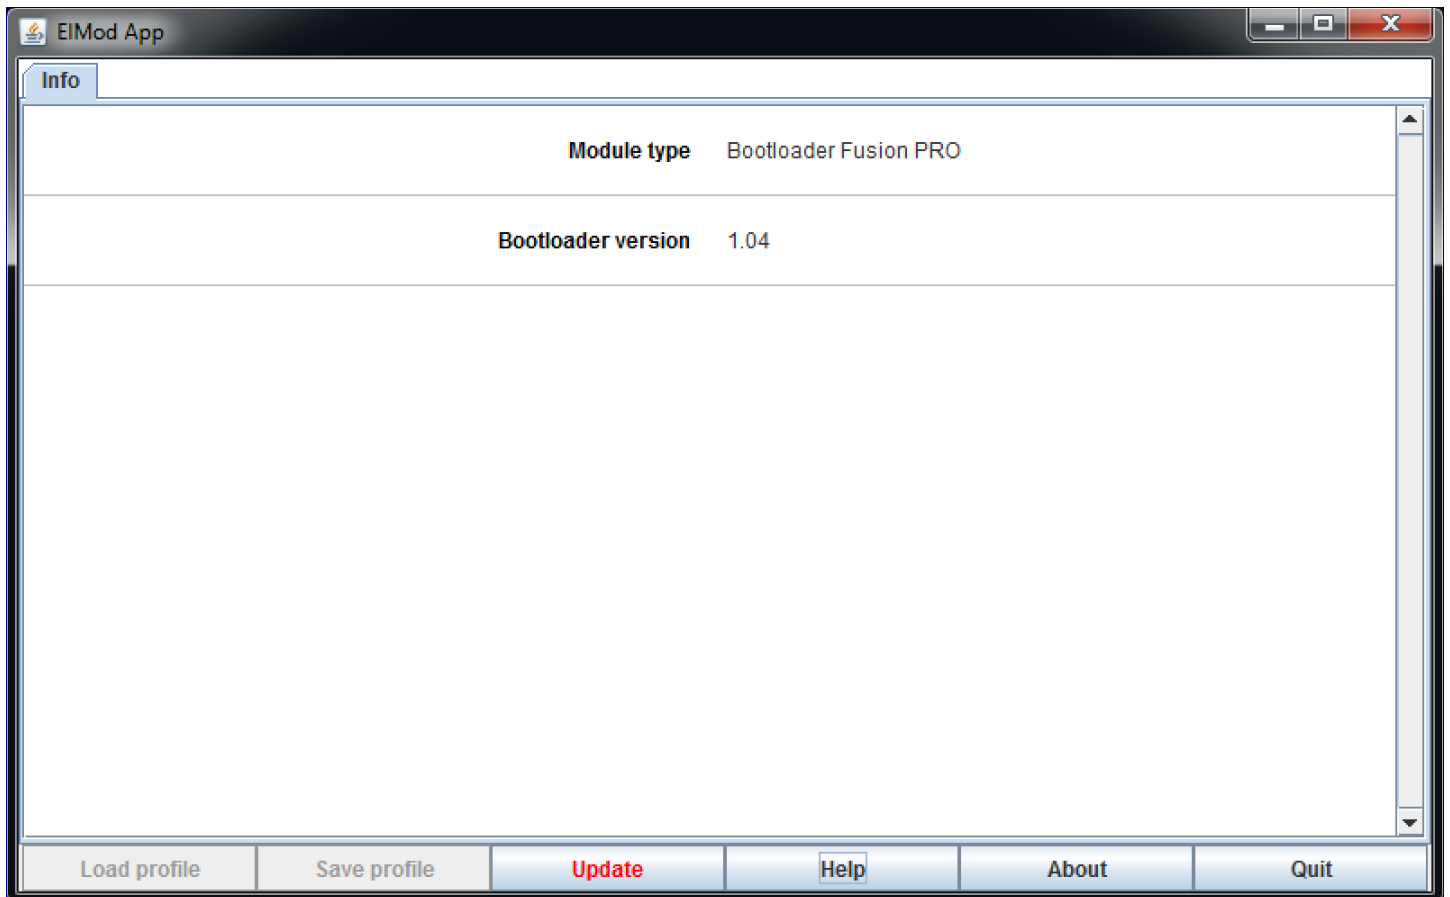 ElMod App
Info
Module type Bootloader Fusion PRO
Bootloader version 1.04
Load profile Save profile Update Help About Quit